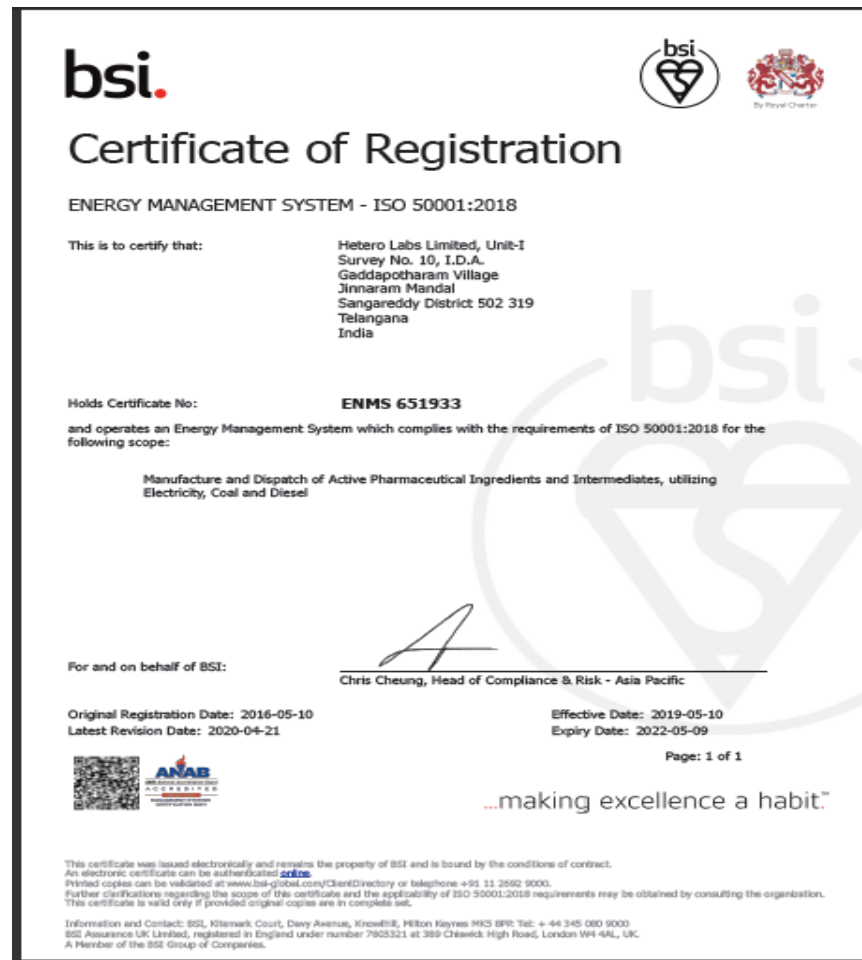 bsi.
bsi
By Royal Charter
Certificate of Registration
ENERGY MANAGEMENT SYSTEM - ISO 50001:2018
This is to certify that:
Hetero Labs Limited, Unit-I
Survey No. 10, I.D.A.
Gaddapotharam Village
Jinnaram Mandal
Sangareddy District 502 319
Telangana
India
bsi.
Holds Certificate No:
ENMS 651933
and operates an Energy Management System which complies with the requirements of ISO 50001:2018 for the
following scope:
Manufacture and Dispatch of Active Pharmaceutical Ingredients and Intermediates, utilizing
Electricity, Coal and Diesel
For and on behalf of BSI:
Chris Cheung, Head of Compliance & Risk - Asia Pacific
Original Registration Date: 2016-05-10
Effective Date: 2019-05-10
Latest Revision Date: 2020-04-21
Expiry Date: 2022-05-09
Page: 1 of 1
ANAB
ACCREDITED
...making excellence a habit.™
This certificate was issued electronically and remains the property of BSI and is bound by the conditions of contract.
An electronic certificate can be authenticated online.
Printed copies can be validated at www.bsi-global.com/ClientDirectory or telephone +91 11 2692 9000.
Further clarifications regarding the scope of this certificate and the applicability of ISO 50001:2018 requirements may be obtained by consulting the organization.
This certificate is valid only if provided original copies are in complete set.
Information and Contact: BSI, Kitemark Court, Davy Avenue, Knowlhill, Milton Keynes MK5 8PP. Tel: + 44 345 080 9000
BSI Assurance UK Limited, registered in England under number 7805321 at 389 Chiswick High Road, London W4 4AL, UK.
A Member of the BSI Group of Companies.